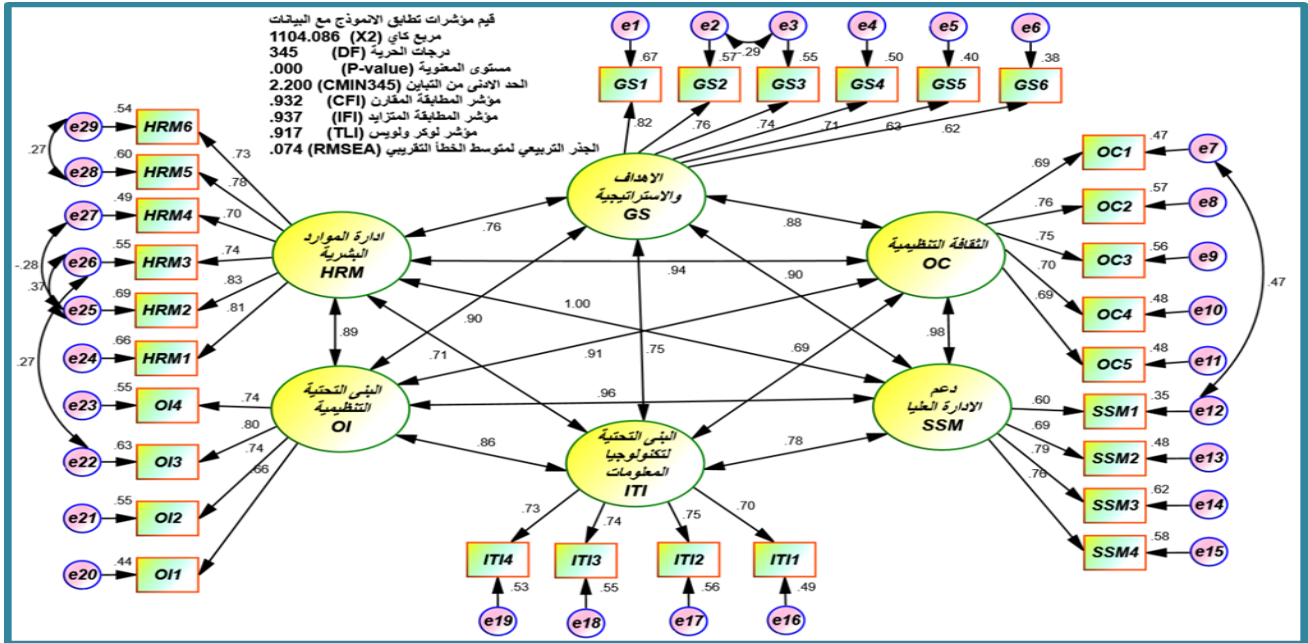 قيم مؤشرات تطابق الانموذج مع البيانات
مربع كاي (X2) 1104.086
درجات الحرية (DF) 345
مستوى المعنوية (P-value) .000
الحد الادنى من التباين (CMIN345) 2.200
مؤشر المطابقة المقارن (CFI) .932
مؤشر المطابقة المتزايد (IFI) .937
مؤشر لوكر ولويس (TLI) .917
الجذر التربيعي لمتوسط الخطأ التقريبي (RMSEA) .074
e1 e2 e3 e4 e5 e6
-.29
.67 .57 .55 .50 .40 .38
GS1 GS2 GS3 GS4 GS5 GS6
.82 .76 .74 .71 .63 .62
الاهداف
والاستراتيجية
GS
e29 .54 HRM6 .73
.27
e28 .60 HRM5 .78
e27 .49 HRM4 .70
e26 .55 HRM3 .74
-.28
.37
e25 .69 HRM2 .83
e24 .66 HRM1 .81
.27
ادارة الموارد
البشرية
HRM
الثقافة التنظيمية
OC
.69 OC1 .47 e7
.76 OC2 .57 e8
.75 OC3 .56 e9
.70 OC4 .48 e10
.69 OC5 .48 e11
.47
.76 .88
.94
.90
1.00
.90 .75
.71 .91 .69
.89 .98
.96
.86 .78
e23 .55 OI4 .74
e22 .63 OI3 .80
e21 .55 OI2 .74
e20 .44 OI1 .66
البنى التحتية
التنظيمية
OI
البنى التحتية
لتكنولوجيا
المعلومات
ITI
دعم
الادارة العليا
SSM
.60 SSM1 .35 e12
.69 SSM2 .48 e13
.79 SSM3 .62 e14
.76 SSM4 .58 e15
.73 .74 .75 .70
ITI4 ITI3 ITI2 ITI1
.53 .55 .56 .49
e19 e18 e17 e16